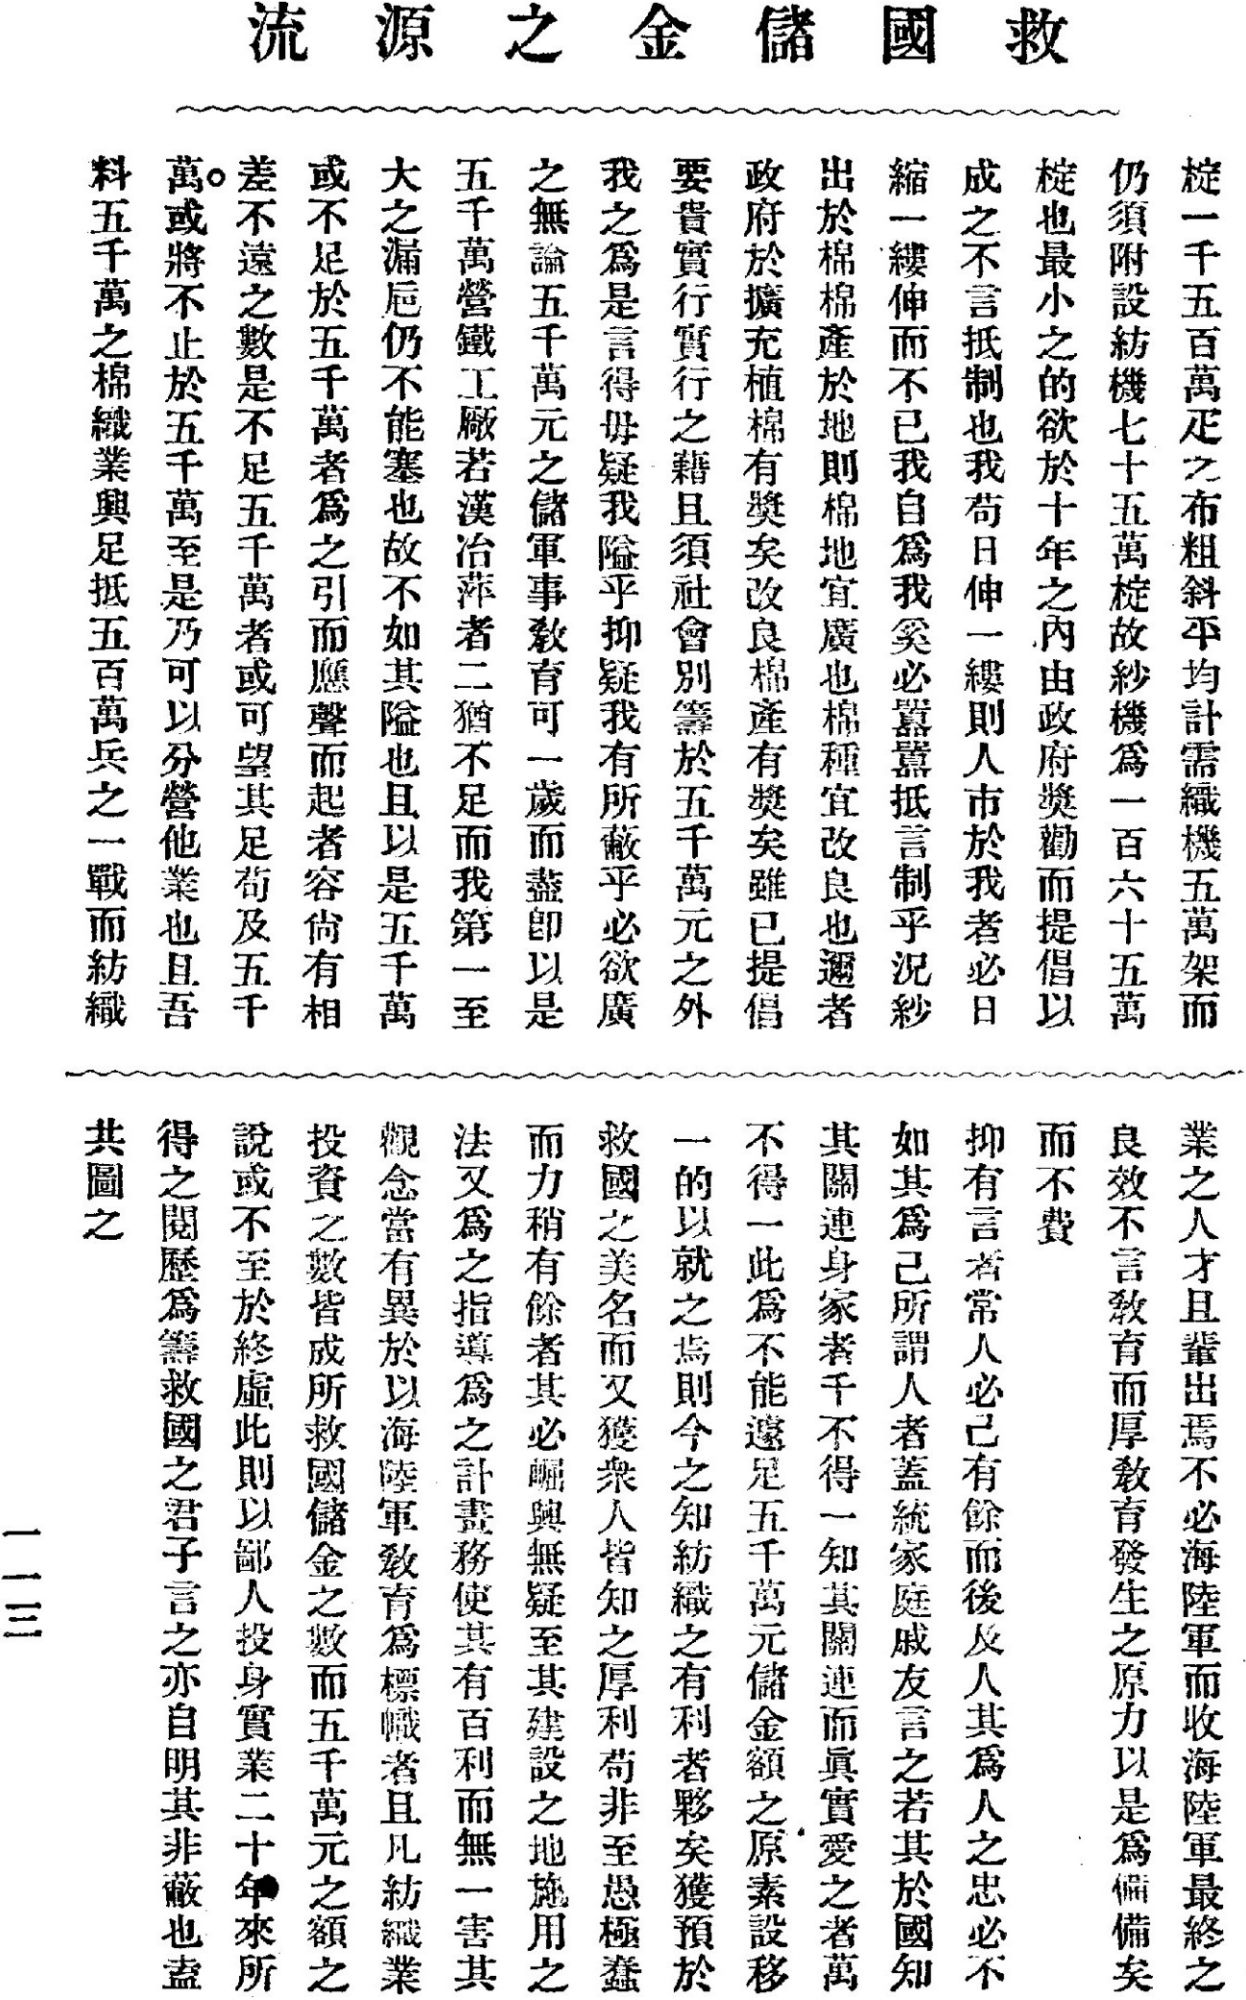 救國儲金之源流
椗一千五百萬疋之布粗斜平均計需織機五萬架而
仍須附設紡機七十五萬椗故紗機爲一百六十五萬
椗也最小之的欲於十年之內由政府奬勸而提倡以
成之不言抵制也我苟日伸一縷則人市於我者必日
縮一縷伸而不已我自爲我奚必囂囂抵言制乎況紗
出於棉棉產於地則棉地宜廣也棉種宜改良也邇者
政府於擴充植棉有奬矣改良棉產有奬矣雖已提倡
要貴實行實行之藉且須社會別籌於五千萬元之外
我之爲是言得毋疑我隘乎抑疑我有所蔽乎必欲廣
之無論五千萬元之儲軍事敎育可一歲而盡卽以是
五千萬營鐵工廠若漢冶萍者二猶不足而我第一至
大之漏巵仍不能塞也故不如其隘也且以是五千萬
或不足於五千萬者爲之引而應聲而起者容尙有相
差不遠之數是不足五千萬者或可望其足苟及五千
萬或將不止於五千萬至是乃可以分營他業也且吾
料五千萬之棉織業興足抵五百萬兵之一戰而紡織
業之人才且輩出焉不必海陸軍而收海陸軍最終之
良效不言敎育而厚敎育發生之原力以是爲備備矣
而不費
抑有言者常人必己有餘而後及人其爲人之忠必不
如其爲己所謂人者蓋統家庭戚友言之若其於國知
其關連身家者千不得一知其關連而眞實愛之者萬
不得一此爲不能遽足五千萬元儲金額之原素設移
一的以就之焉則今之知紡織之有利者夥矣獲預於
救國之美名而又獲衆人皆知之厚利苟非至愚極蠢
而力稍有餘者其必崛興無疑至其建設之地施用之
法又爲之指導爲之計畫務使其有百利而無一害其
觀念當有異於以海陸軍敎育爲標幟者且凡紡織業
投資之數皆成所救國儲金之數而五千萬元之額之
說或不至於終虛此則以鄙人投身實業二十年來所
得之閱歷爲籌救國之君子言之亦自明其非蔽也盍
共圖之
一一三